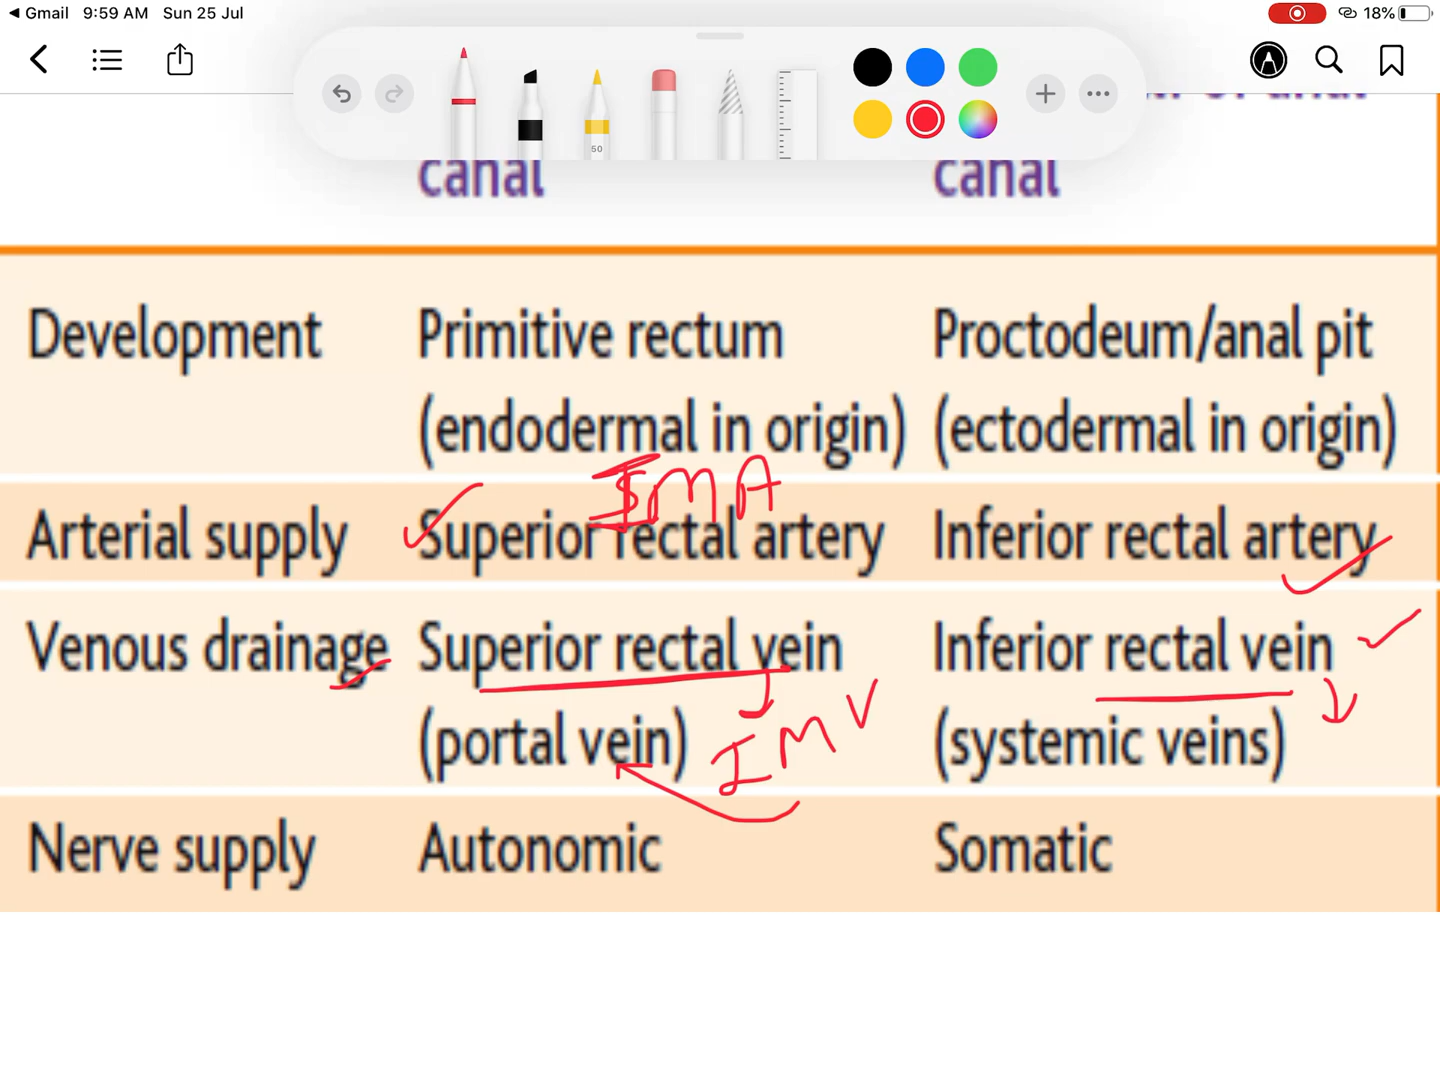 Gmail 9:59 AM Sun 25 Jul 18%
50
canal canal
Development Primitive rectum Proctodeum/anal pit
(endodermal in origin) (ectodermal in origin)
IMA
Arterial supply Superior rectal artery Inferior rectal artery
Venous drainage Superior rectal vein Inferior rectal vein
(portal vein) IMV (systemic veins)
Nerve supply Autonomic Somatic